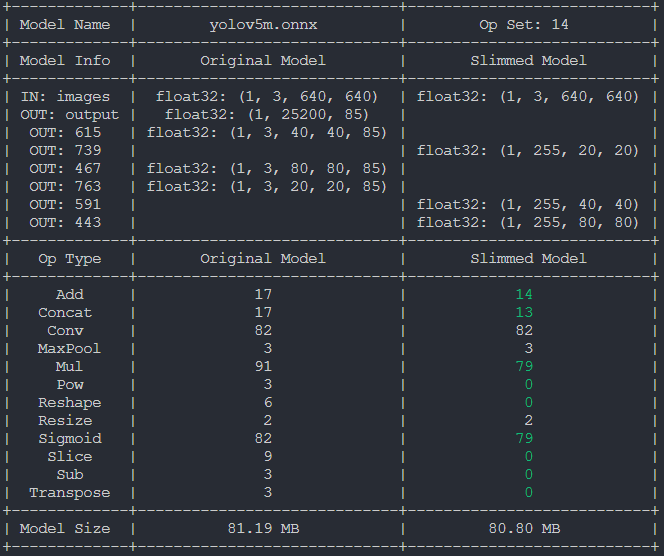 Model Name | yolov5m.onnx | Op Set: 14
Model Info | Original Model | Slimmed Model
IN: images | float32: (1, 3, 640, 640) | float32: (1, 3, 640, 640)
OUT: output | float32: (1, 25200, 85) |
OUT: 615 | float32: (1, 3, 40, 40, 85) |
OUT: 739 | | float32: (1, 255, 20, 20)
OUT: 467 | float32: (1, 3, 80, 80, 85) |
OUT: 763 | float32: (1, 3, 20, 20, 85) |
OUT: 591 | | float32: (1, 255, 40, 40)
OUT: 443 | | float32: (1, 255, 80, 80)
Op Type | Original Model | Slimmed Model
Add | 17 | 14
Concat | 17 | 13
Conv | 82 | 82
MaxPool | 3 | 3
Mul | 91 | 79
Pow | 3 | 0
Reshape | 6 | 0
Resize | 2 | 2
Sigmoid | 82 | 79
Slice | 9 | 0
Sub | 3 | 0
Transpose | 3 | 0
Model Size | 81.19 MB | 80.80 MB